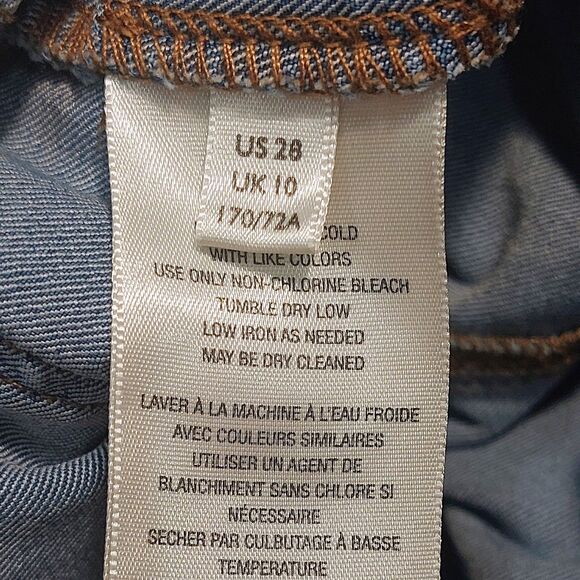 US 28
UK 10
170/72A
COLD
WITH LIKE COLORS
USE ONLY NON-CHLORINE BLEACH
TUMBLE DRY LOW
LOW IRON AS NEEDED
MAY BE DRY CLEANED
LAVER À LA MACHINE À L'EAU FROIDE
AVEC COULEURS SIMILAIRES
UTILISER UN AGENT DE
BLANCHIMENT SANS CHLORE SI
NÉCESSAIRE
SECHER PAR CULBUTAGE À BASSE
TEMPERATURE